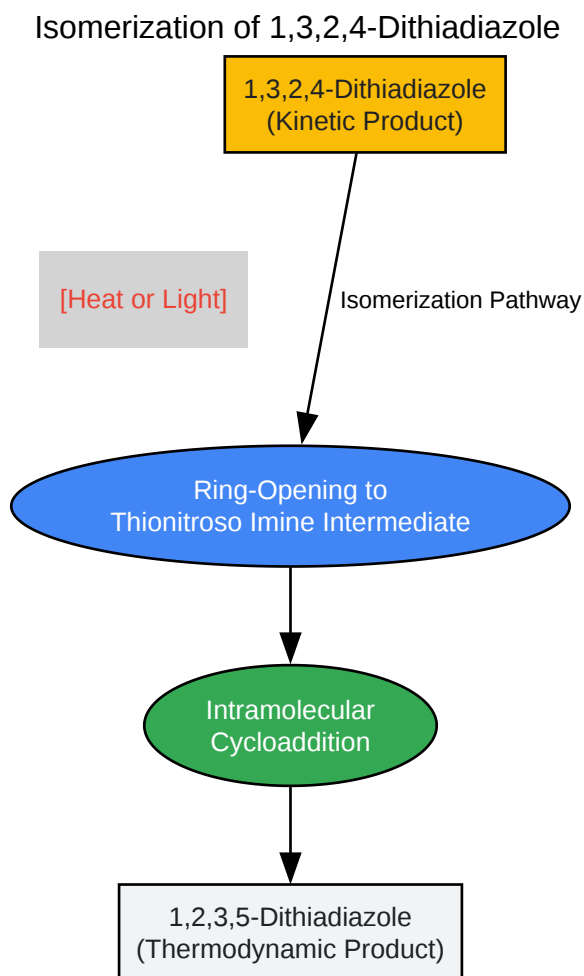 Isomerization of 1,3,2,4-Dithiadiazole
1,3,2,4-Dithiadiazole
(Kinetic Product)
[Heat or Light]
Isomerization Pathway
Ring-Opening to
Thionitroso Imine Intermediate
Intramolecular
Cycloaddition
1,2,3,5-Dithiadiazole
(Thermodynamic Product)